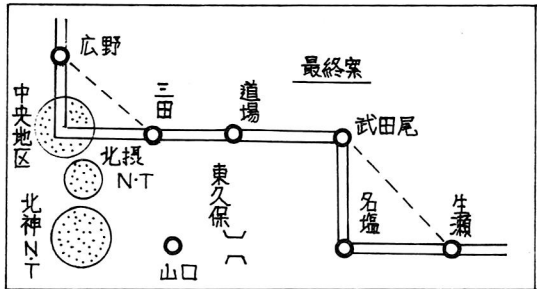 広野
最終案
三田
道場
武田尾
中央地区
北摂
N・T
東久保
名塩
生瀬
北神N・T
山口